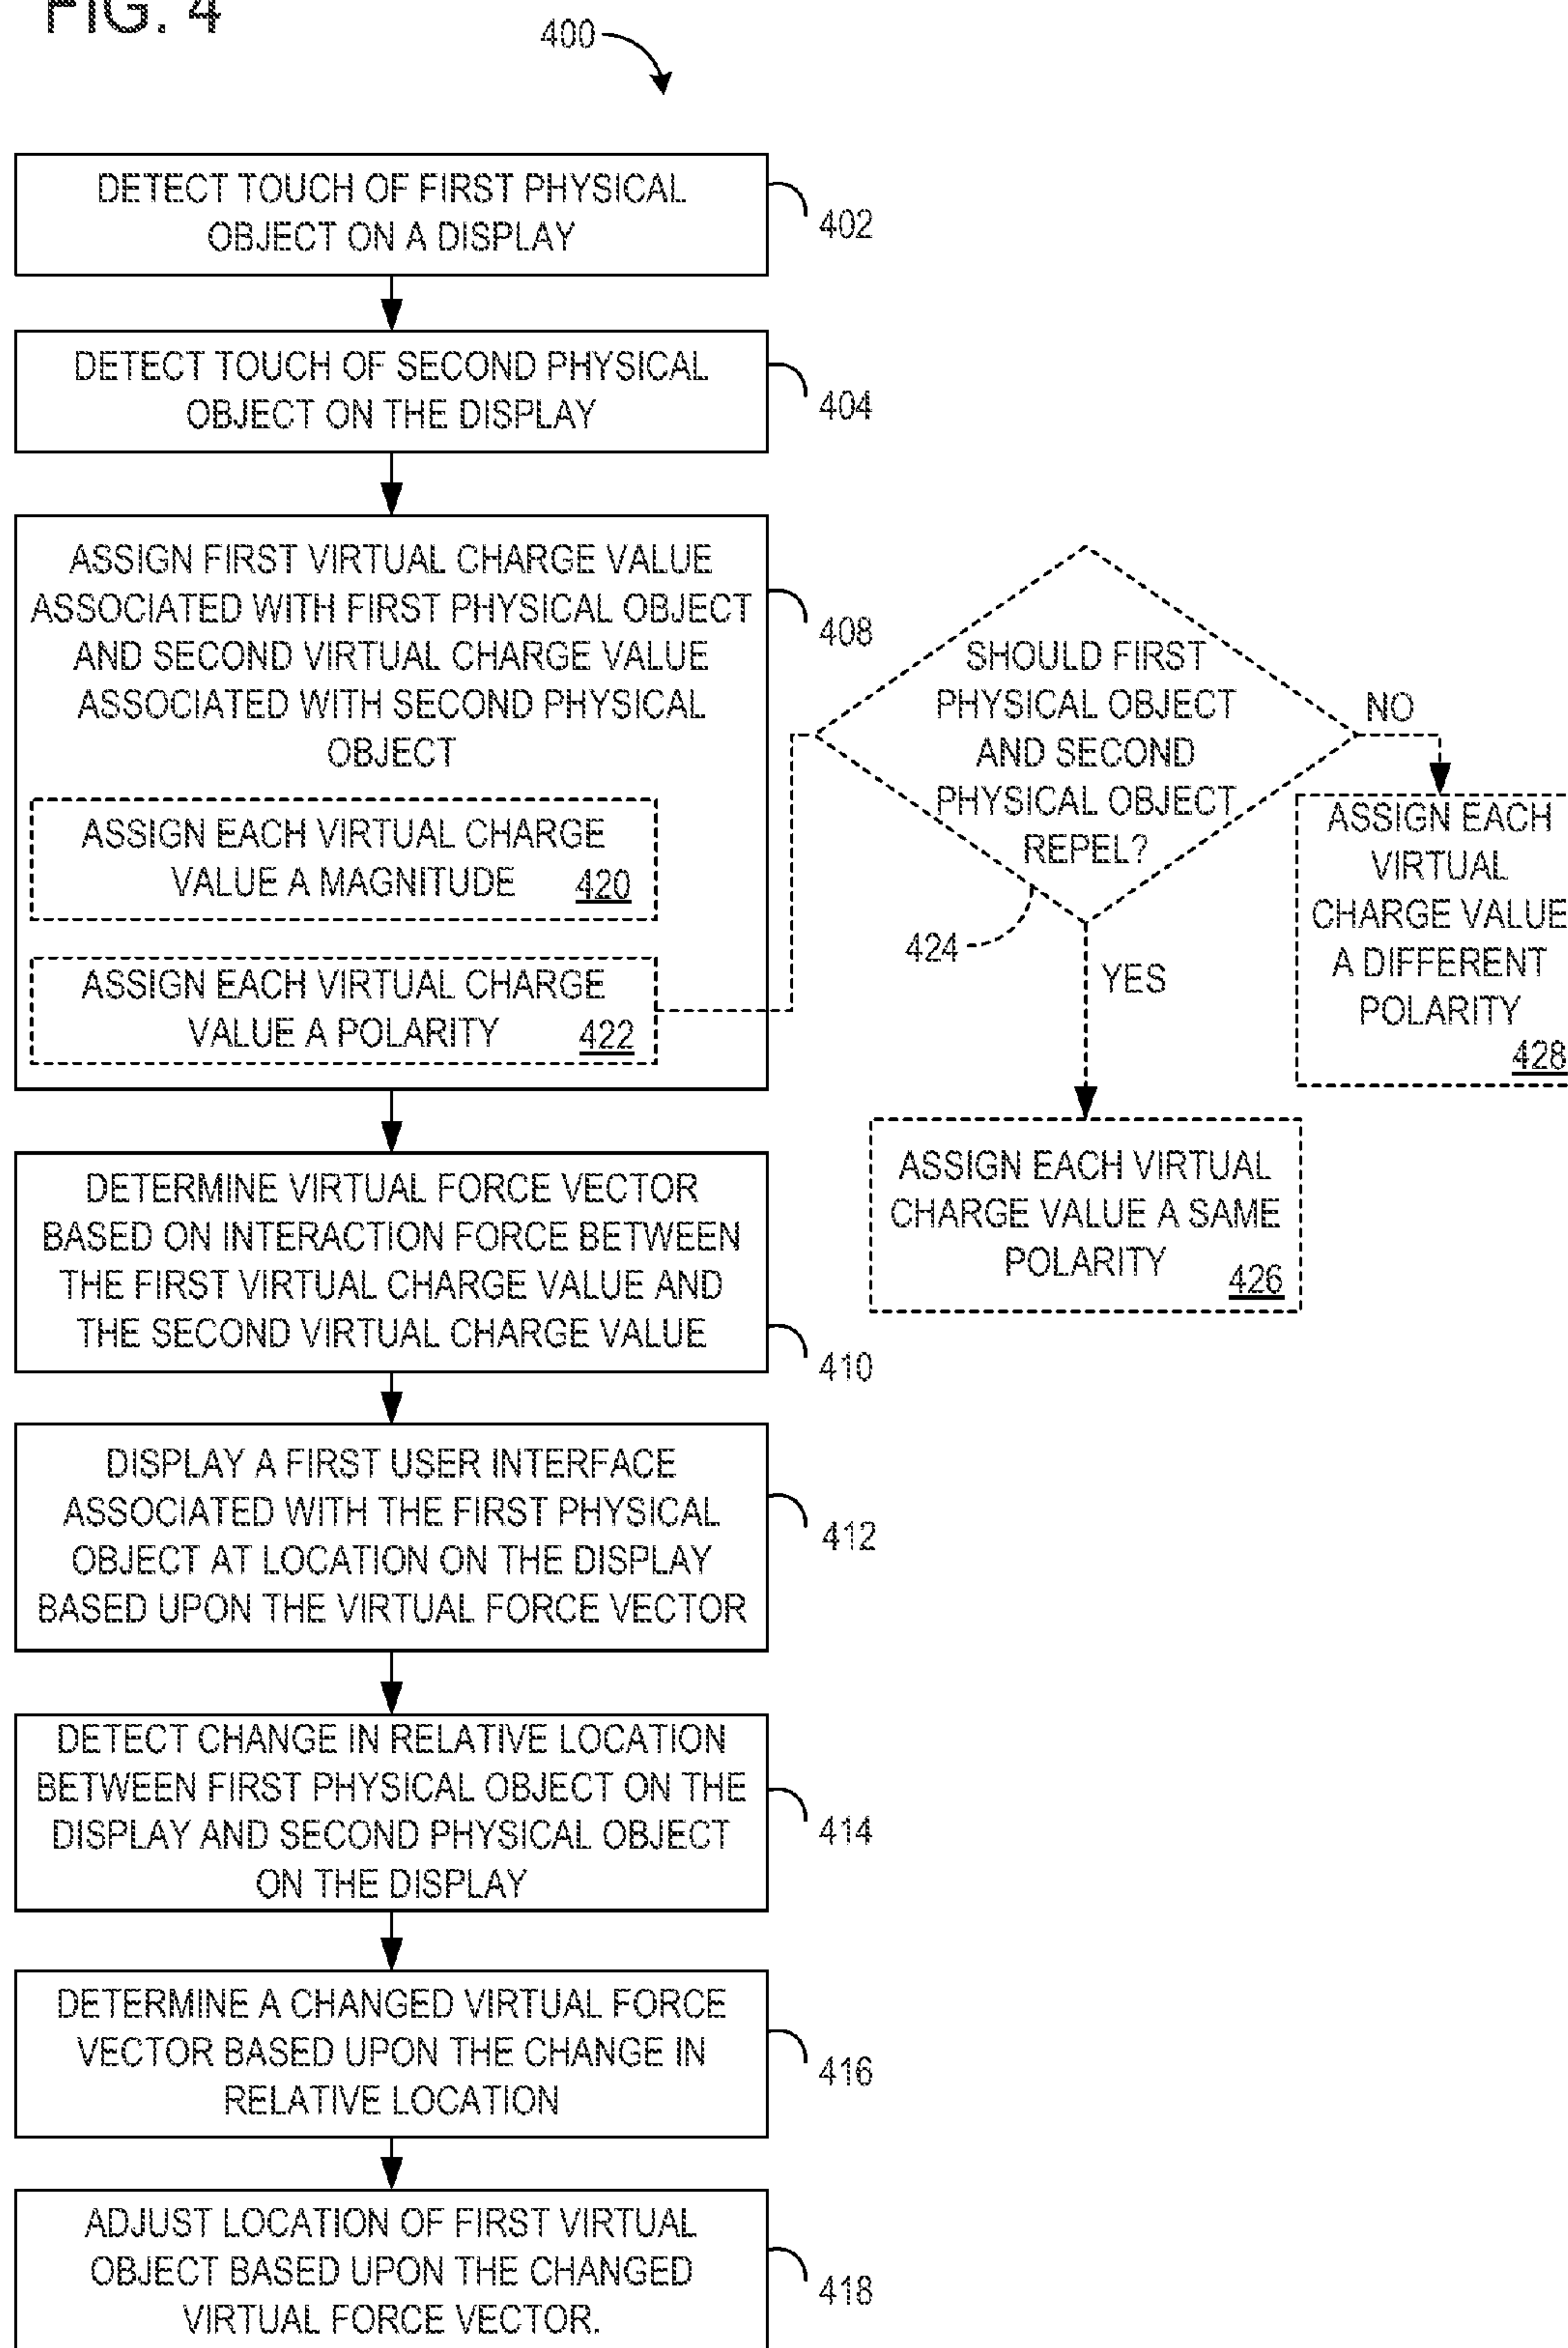 FIG. 4
400
DETECT TOUCH OF FIRST PHYSICAL
OBJECT ON A DISPLAY
402
DETECT TOUCH OF SECOND PHYSICAL
OBJECT ON THE DISPLAY
404
ASSIGN FIRST VIRTUAL CHARGE VALUE
ASSOCIATED WITH FIRST PHYSICAL OBJECT
AND SECOND VIRTUAL CHARGE VALUE
ASSOCIATED WITH SECOND PHYSICAL
OBJECT
408
ASSIGN EACH VIRTUAL CHARGE
VALUE A MAGNITUDE 420
ASSIGN EACH VIRTUAL CHARGE
VALUE A POLARITY 422
SHOULD FIRST
PHYSICAL OBJECT
AND SECOND
PHYSICAL OBJECT
REPEL?
424
NO
ASSIGN EACH
VIRTUAL
CHARGE VALUE
A DIFFERENT
POLARITY
428
YES
ASSIGN EACH VIRTUAL
CHARGE VALUE A SAME
POLARITY 426
DETERMINE VIRTUAL FORCE VECTOR
BASED ON INTERACTION FORCE BETWEEN
THE FIRST VIRTUAL CHARGE VALUE AND
THE SECOND VIRTUAL CHARGE VALUE
410
DISPLAY A FIRST USER INTERFACE
ASSOCIATED WITH THE FIRST PHYSICAL
OBJECT AT LOCATION ON THE DISPLAY
BASED UPON THE VIRTUAL FORCE VECTOR
412
DETECT CHANGE IN RELATIVE LOCATION
BETWEEN FIRST PHYSICAL OBJECT ON THE
DISPLAY AND SECOND PHYSICAL OBJECT
ON THE DISPLAY
414
DETERMINE A CHANGED VIRTUAL FORCE
VECTOR BASED UPON THE CHANGE IN
RELATIVE LOCATION
416
ADJUST LOCATION OF FIRST VIRTUAL
OBJECT BASED UPON THE CHANGED
VIRTUAL FORCE VECTOR.
418